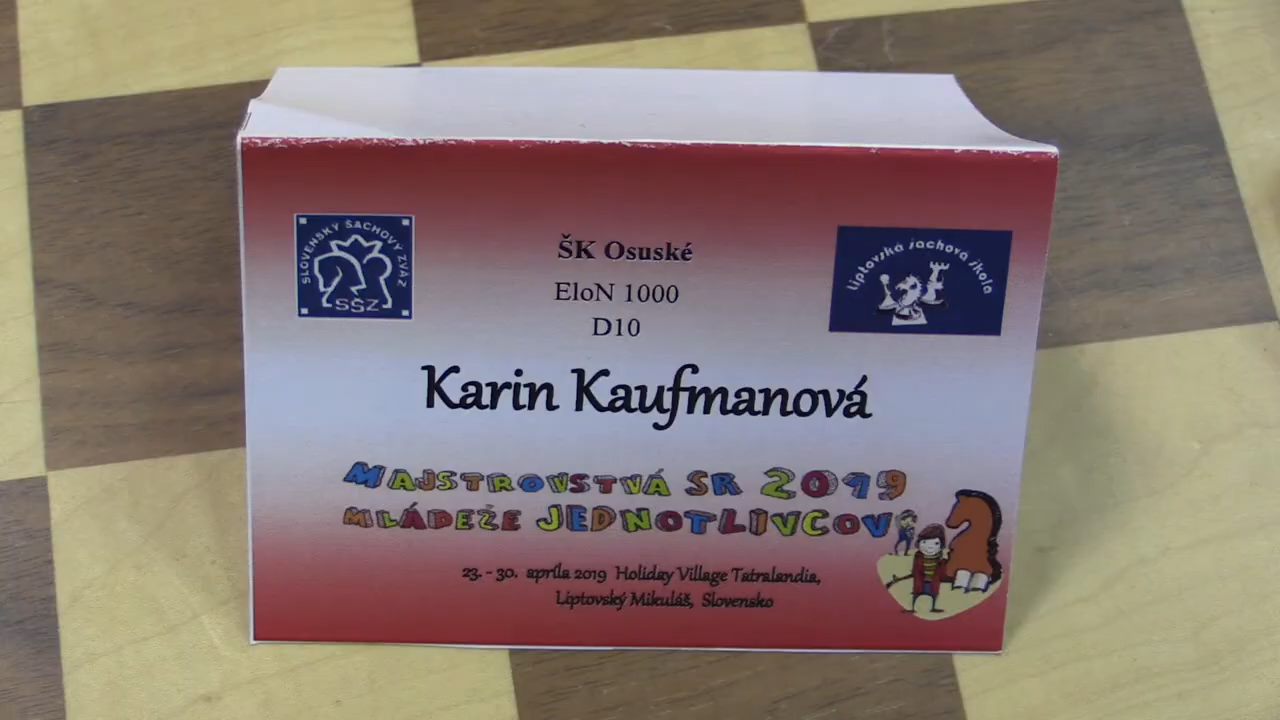 SLOVENSKÝ ŠACHOVÝ ZVÄZ
SŠZ
ŠK Osuské
EloN 1000
D10
Liptovská šachová škola
Karin Kaufmanová
MAJSTROVSTVÁ SR 2019
MLÁDEŽE JEDNOTLIVCOV
23. - 30. apríla 2019 Holiday Village Tatralandia,
Liptovský Mikuláš, Slovensko